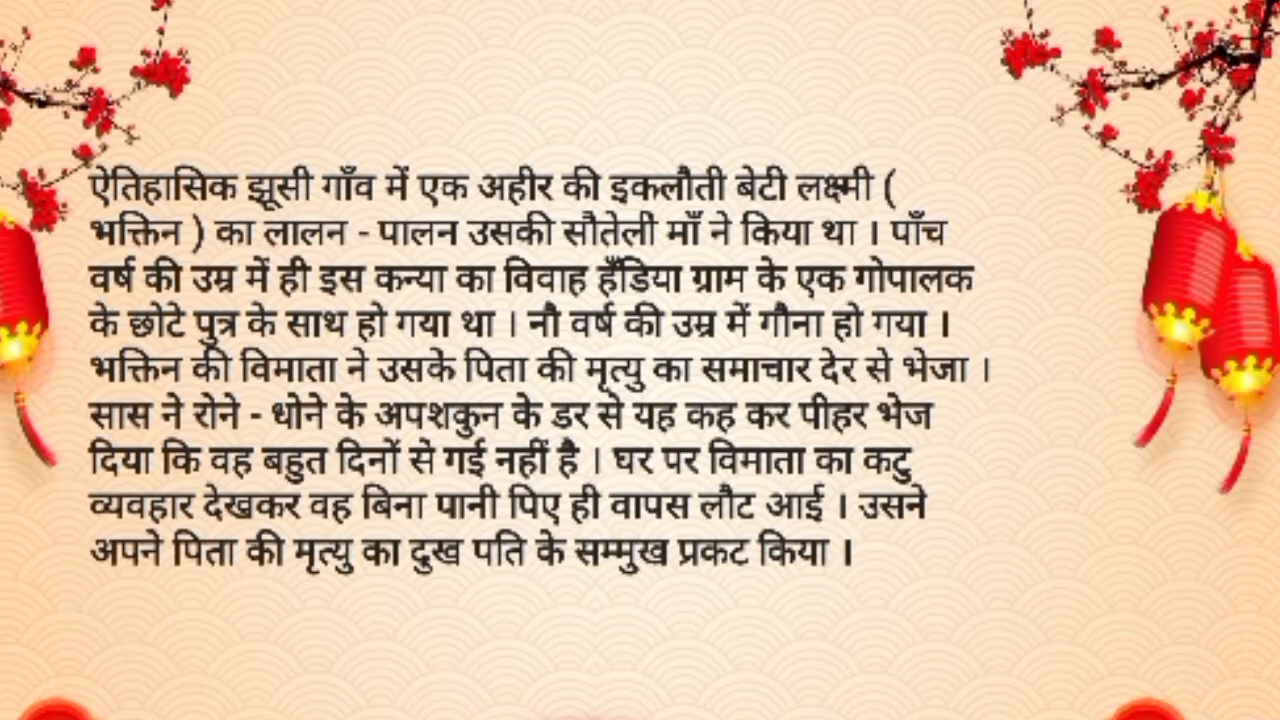 ऐतिहासिक झूसी गाँव में एक अहीर की इकलौती बेटी लक्ष्मी (
भक्तिन ) का लालन - पालन उसकी सौतेली माँ ने किया था । पाँच
वर्ष की उम्र में ही इस कन्या का विवाह हँडिया ग्राम के एक गोपालक
के छोटे पुत्र के साथ हो गया था । नौ वर्ष की उम्र में गौना हो गया ।
भक्तिन की विमाता ने उसके पिता की मृत्यु का समाचार देर से भेजा ।
सास ने रोने - धोने के अपशकुन के डर से यह कह कर पीहर भेज
दिया कि वह बहुत दिनों से गई नहीं है । घर पर विमाता का कटु
व्यवहार देखकर वह बिना पानी पिए ही वापस लौट आई । उसने
अपने पिता की मृत्यु का दुख पति के सम्मुख प्रकट किया ।